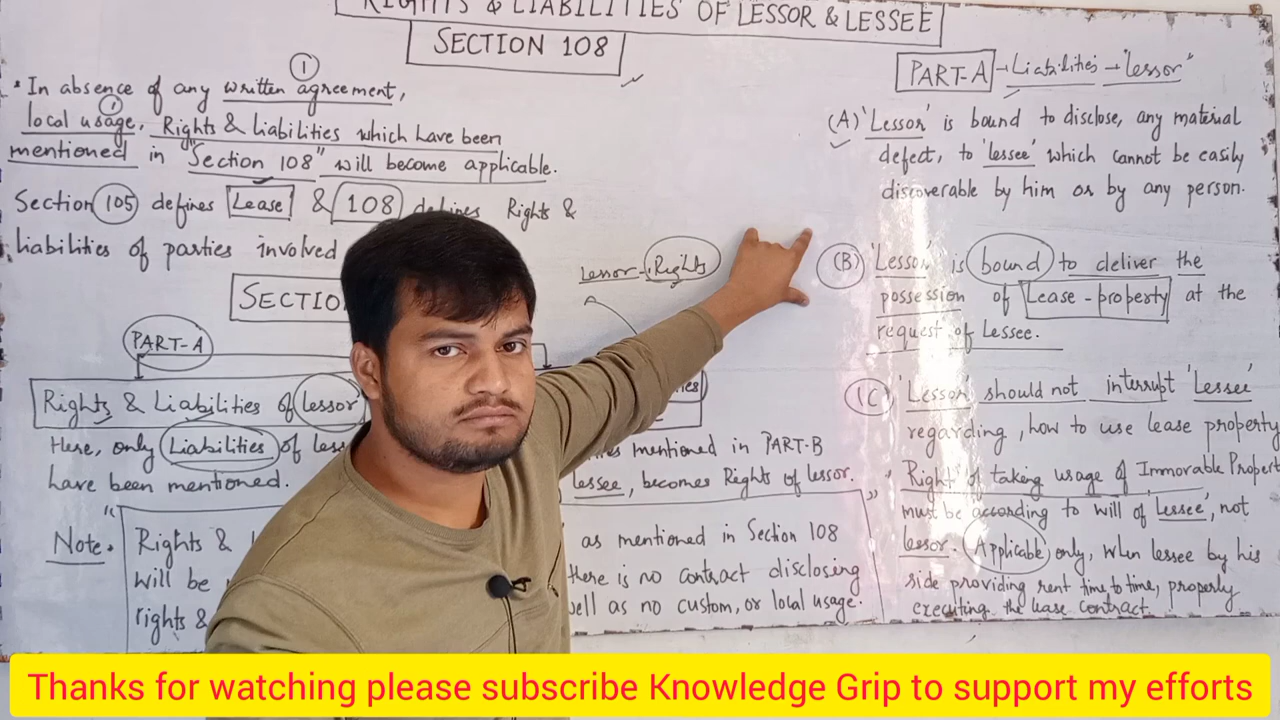 RIGHTS & LIABILITIES OF LESSOR & LESSEE
SECTION 108
• In absence of any written agreement,
1
local usage, Rights & Liabilities which have been
1
mentioned in "Section 108" will become applicable.
Section 105 defines Lease & 108 defines Rights &
liabilities of parties involved
SECTIO
Lessor - Rights
PART-A
Rights & Liabilities of lessor
Here, only Liabilities of
have been mentioned.
mentioned in PART-B
lessee, becomes Rights of lessor.
Note •
" Rights &
will be
rights &
as mentioned in Section 108 "
there is no contract disclosing
well as no custom, or local usage.
PART-A → Liabilities → 'lessor'
(A) 'Lessor' is bound to disclose, any material
defect, to 'lessee' which cannot be easily
discoverable by him or by any person.
(B) 'Lessor' is bound to deliver the
possession of Lease-property at the
request of Lessee.
(C) 'Lessor' should not interrupt 'Lessee'
regarding, how to use lease property
• Right of taking usage of Immovable Propert
must be according to will of 'Lessee', not
lessor. (Applicable) only, when lessee by his
side providing rent time to time, properly
executing the lease contract.
Thanks for watching please subscribe Knowledge Grip to support my efforts